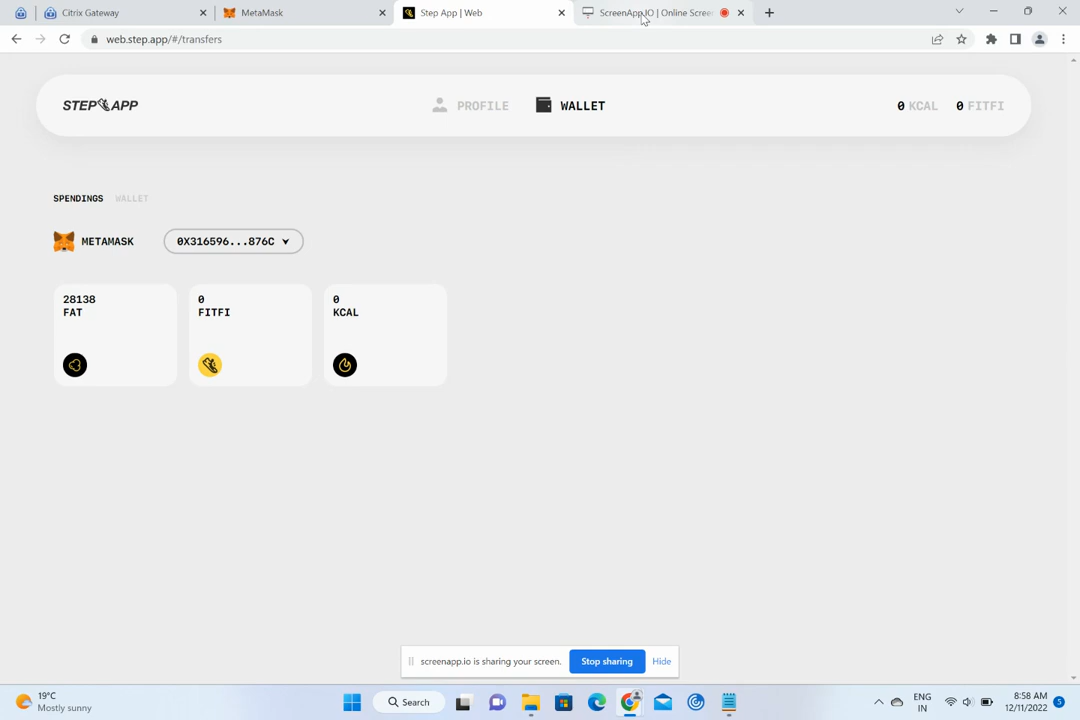 Citrix Gateway
MetaMask
Step App | Web
ScreenApp.IO | Online Screen
web.step.app/#/transfers
STEP APP
PROFILE
WALLET
0 KCAL
0 FITFI
SPENDINGS
WALLET
METAMASK
0X316596...876C
28138
FAT
0
FITFI
0
KCAL
screenapp.io is sharing your screen.
Stop sharing
Hide
19°C
Mostly sunny
Search
ENG
IN
8:58 AM
12/11/2022
5